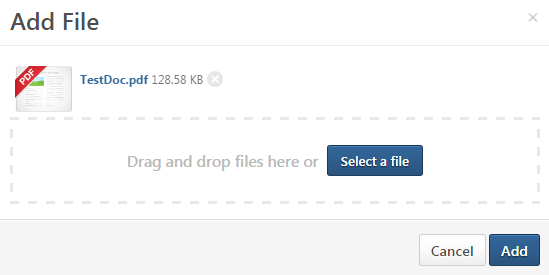 Add File
PDF
TestDoc.pdf 128.58 KB
Drag and drop files here or Select a file
Cancel Add